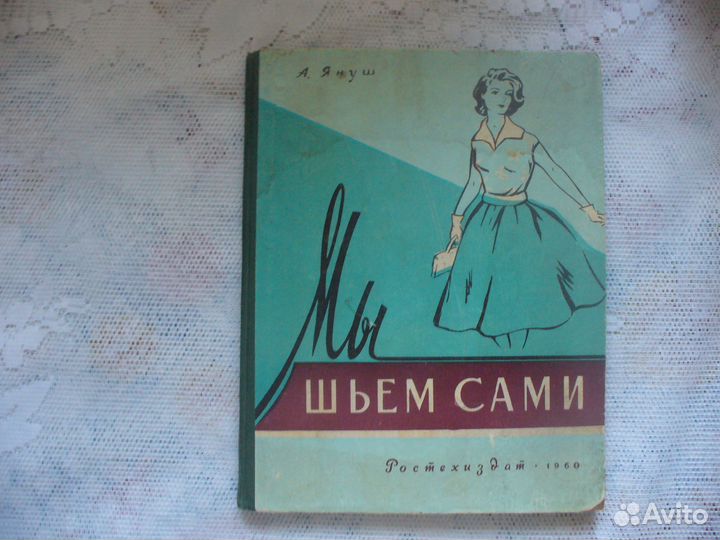 А. Януш
Мы
ШЬЕМ САМИ
Ростехиздат · 1960
Avito